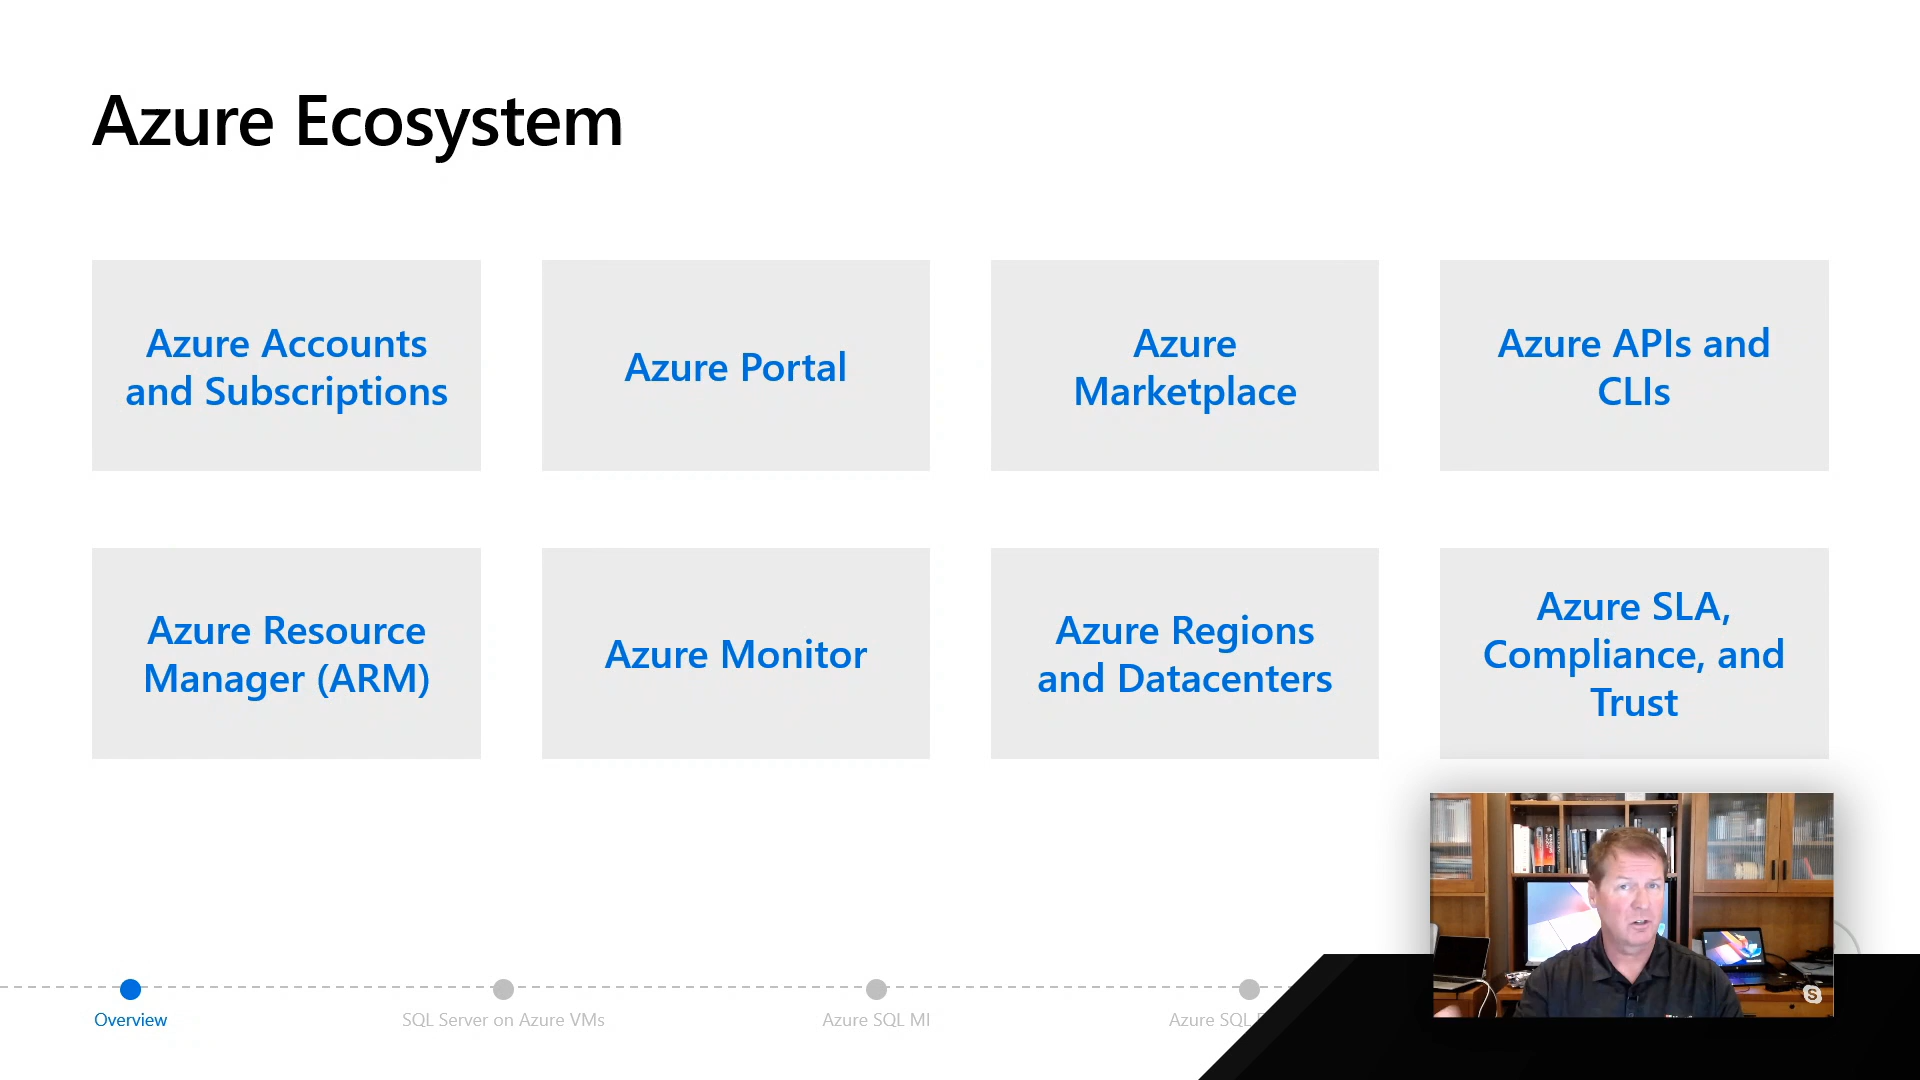 Azure Ecosystem
Azure Accounts
and Subscriptions
Azure Portal
Azure
Marketplace
Azure APIs and
CLIs
Azure Resource
Manager (ARM)
Azure Monitor
Azure Regions
and Datacenters
Azure SLA,
Compliance, and
Trust
Overview
SQL Server on Azure VMs
Azure SQL MI
Azure SQL